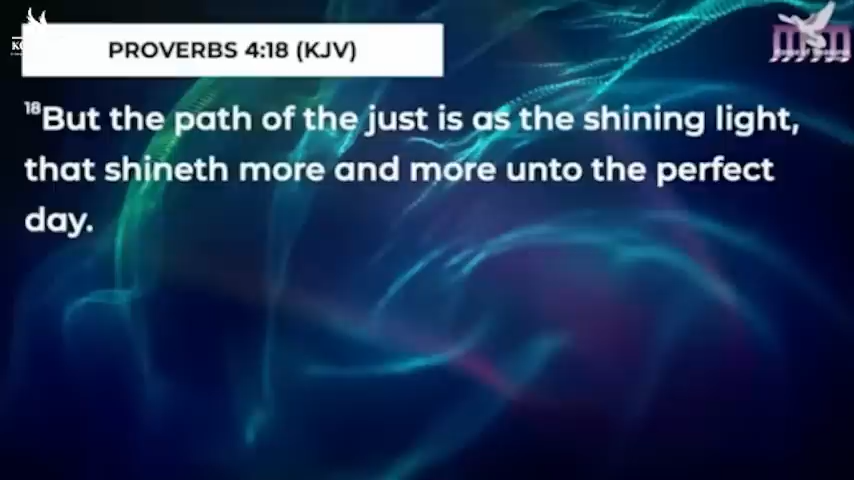 PROVERBS 4:18 (KJV)
18But the path of the just is as the shining light,
that shineth more and more unto the perfect
day.